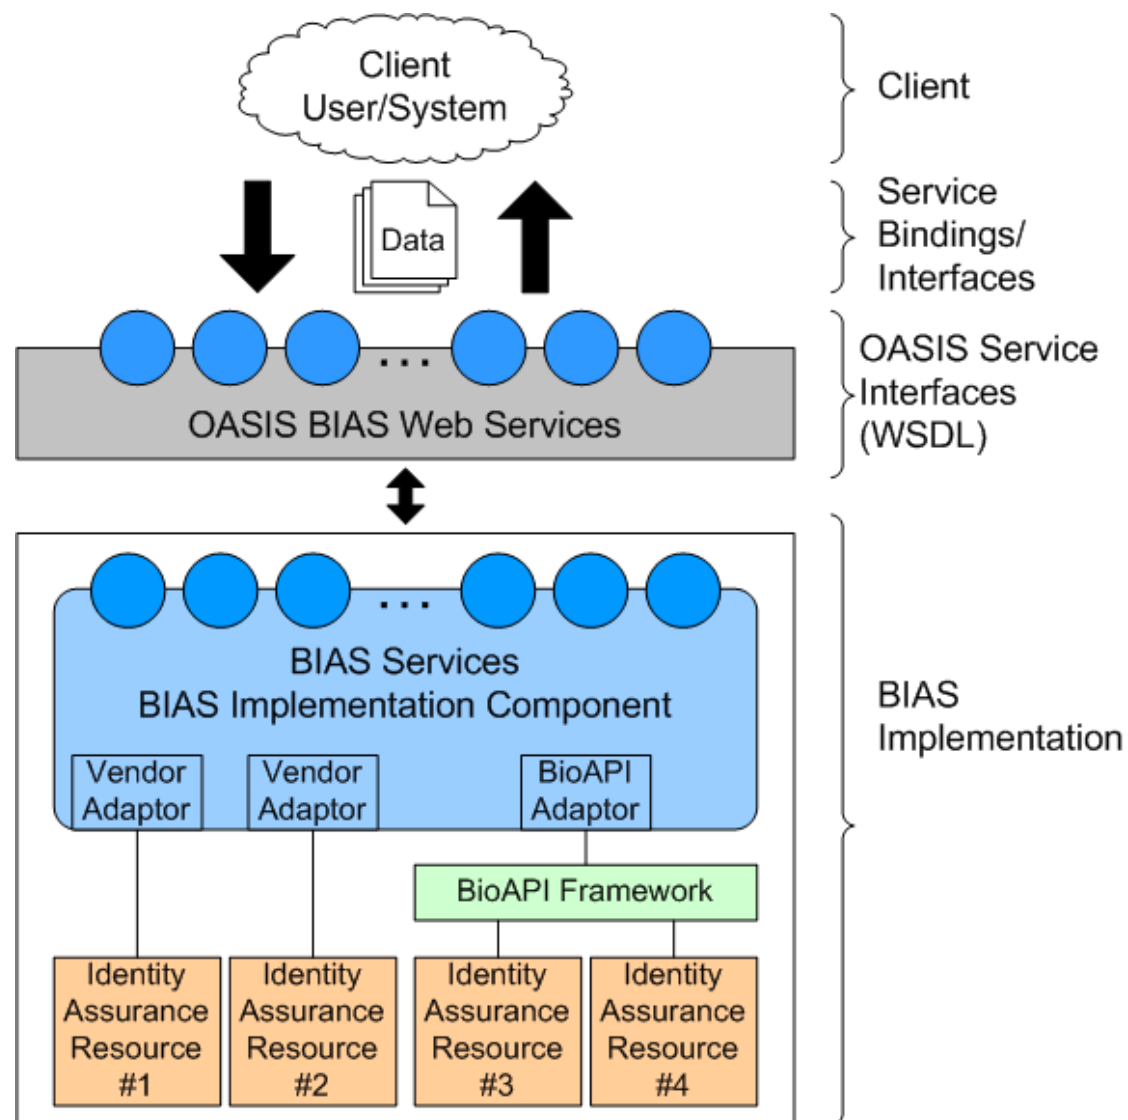 Client
User/System
Client
Data
Service
Bindings/
Interfaces
...
OASIS BIAS Web Services
OASIS Service
Interfaces
(WSDL)
...
BIAS Services
BIAS Implementation Component
BIAS
Implementation
Vendor
Adaptor
Vendor
Adaptor
BioAPI
Adaptor
BioAPI Framework
Identity
Assurance
Resource
#1
Identity
Assurance
Resource
#2
Identity
Assurance
Resource
#3
Identity
Assurance
Resource
#4